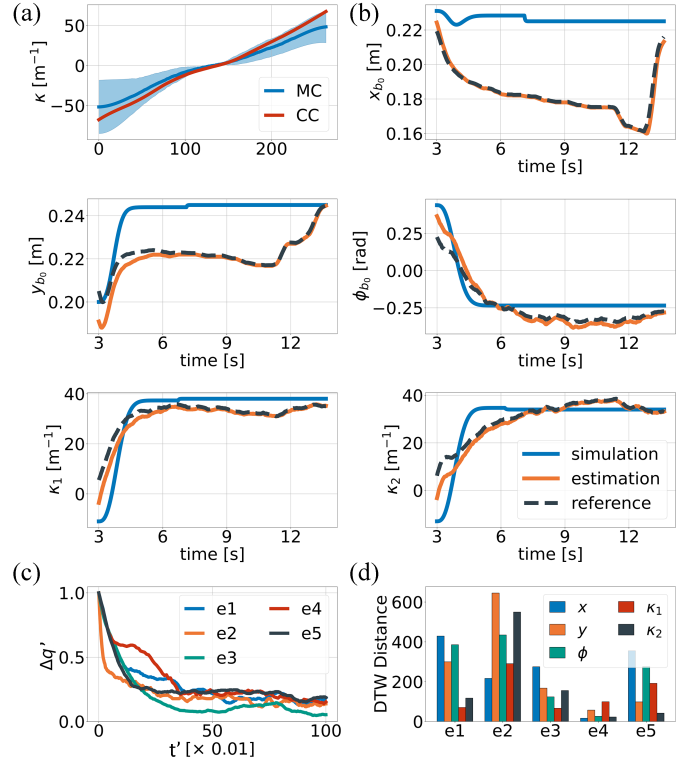 (a)
κ [m⁻¹]
50
0
−50
0
100
200
MC
CC
(b)
x_{b_0} [m]
0.22
0.20
0.18
0.16
3
6
9
12
time [s]
y_{b_0} [m]
0.24
0.22
0.20
3
6
9
12
time [s]
ϕ_{b_0} [rad]
0.25
0.00
−0.25
3
6
9
12
time [s]
κ₁ [m⁻¹]
40
20
0
3
6
9
12
time [s]
κ₂ [m⁻¹]
40
20
0
simulation
estimation
reference
3
6
9
12
time [s]
(c)
Δq'
1.0
0.5
0.0
e1
e2
e3
e4
e5
0
50
100
t' [× 0.01]
(d)
DTW Distance
600
400
200
0
x
y
ϕ
κ₁
κ₂
e1
e2
e3
e4
e5